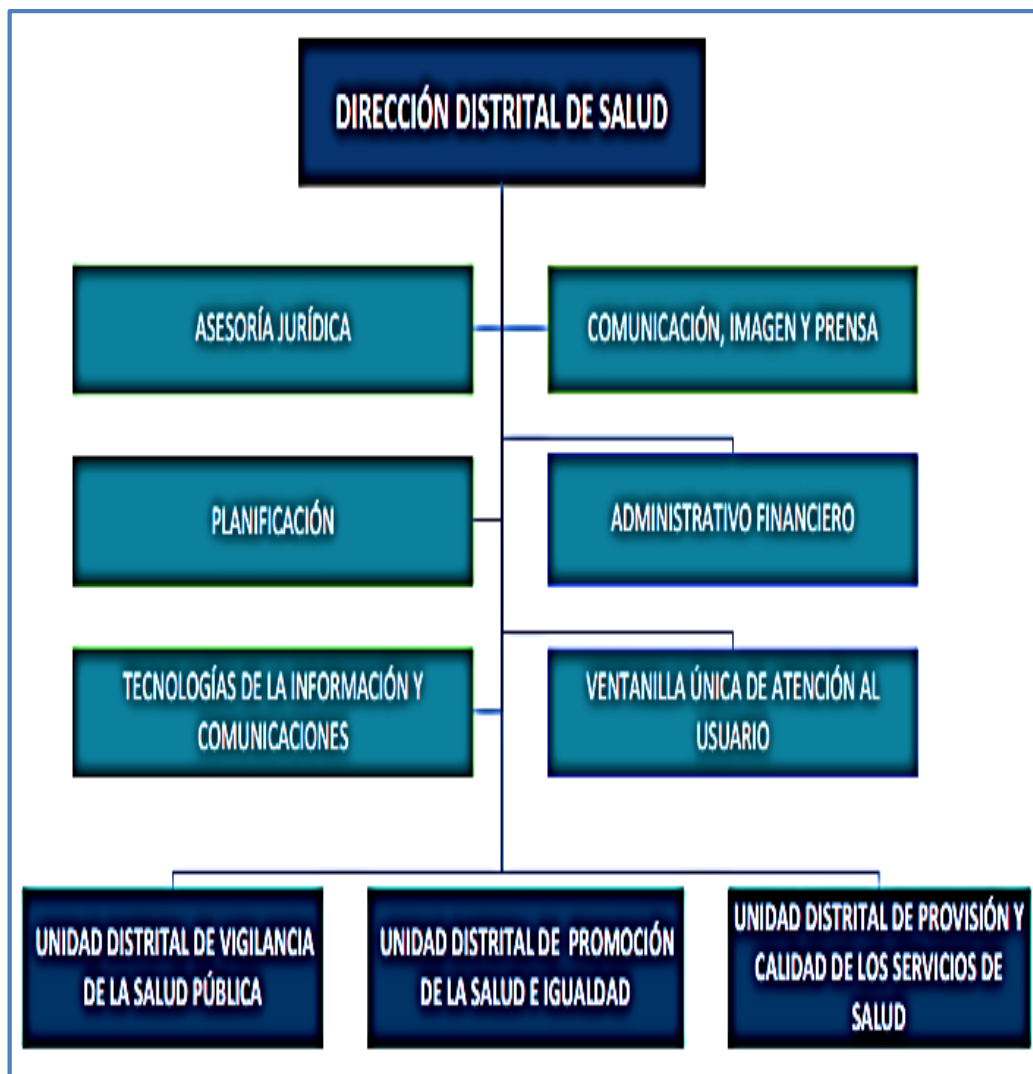 DIRECCIÓN DISTRITAL DE SALUD
ASESORÍA JURÍDICA
COMUNICACIÓN, IMAGEN Y PRENSA
PLANIFICACIÓN
ADMINISTRATIVO FINANCIERO
TECNOLOGÍAS DE LA INFORMACIÓN Y
COMUNICACIONES
VENTANILLA ÚNICA DE ATENCIÓN AL
USUARIO
UNIDAD DISTRITAL DE VIGILANCIA
DE LA SALUD PÚBLICA
UNIDAD DISTRITAL DE PROMOCIÓN
DE LA SALUD E IGUALDAD
UNIDAD DISTRITAL DE PROVISIÓN Y
CALIDAD DE LOS SERVICIOS DE
SALUD